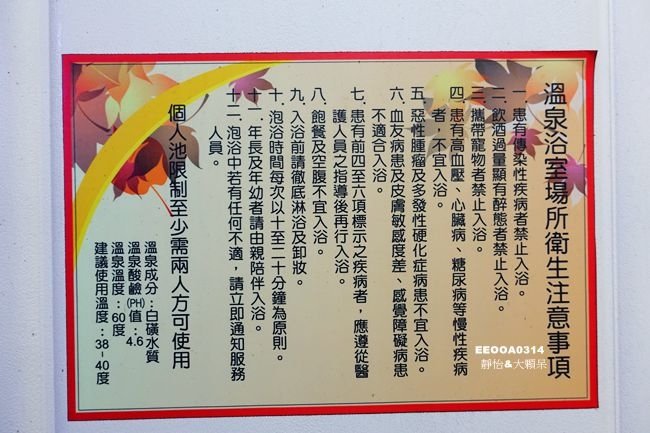 溫泉浴室場所衛生注意事項
一. 患有傳染性疾病者禁止入浴。
二. 飲酒過量顯有醉態者禁止入浴。
三. 攜帶寵物者禁止入浴。
四. 患有高血壓、心臟病、糖尿病等慢性疾病
者，不宜入浴。
五. 惡性腫瘤及多發性硬化症病患不宜入浴。
六. 血友病患及皮膚敏感度差、感覺障礙病患
不適合入浴。
七. 患有前四至六項標示之疾病者，應遵從醫
護人員之指導後再行入浴。
八. 飽餐及空腹不宜入浴。
九. 入浴前請徹底淋浴及卸妝。
十. 泡浴時間每次以十至二十分鐘為原則。
十一. 年長及年幼者請由親陪伴入浴。
十二. 泡浴中若有任何不適，請立即通知服務
人員。
個人池限制至少需兩人方可使用
溫泉成分：白磺水質
溫泉酸鹼(PH)值：4.6
溫泉溫度：60度
建議使用溫度：38-40度
EEOOA0314
靜怡&大顆呆